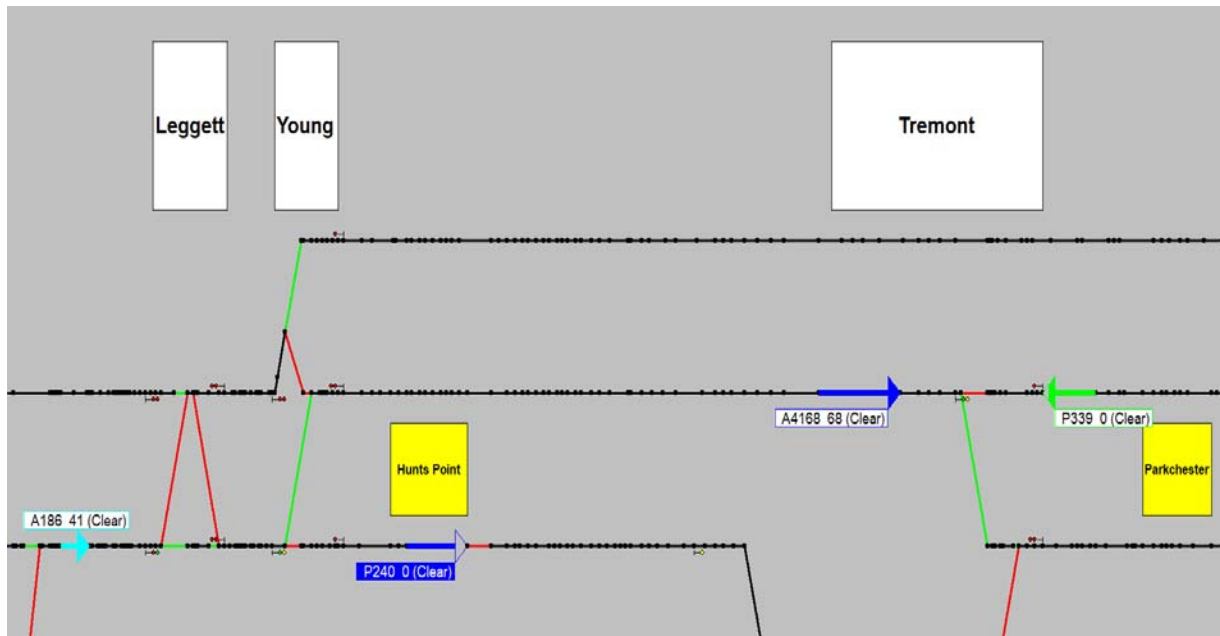 Leggett
Young
Tremont
A4168 68 (Clear)
P339 0 (Clear)
Hunts Point
Parkchester
A186 41 (Clear)
P240 0 (Clear)